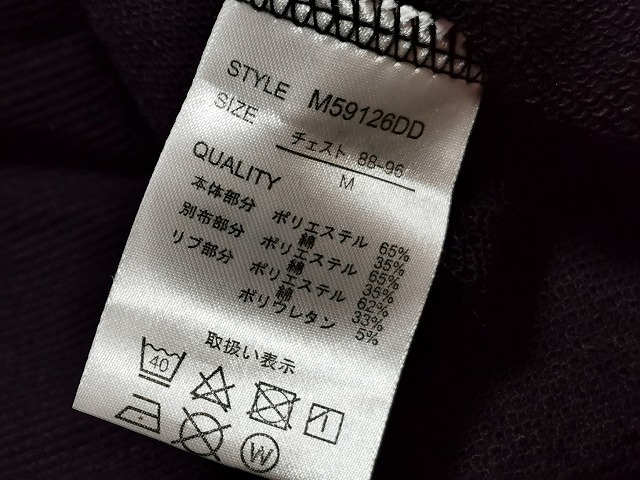 STYLE M59126DD
SIZE チェスト 88-96
M
QUALITY
本体部分 ポリエステル 65%
綿 35%
別布部分 ポリエステル 65%
綿 35%
リブ部分 ポリエステル 62%
綿 33%
ポリウレタン 5%
取扱い表示
40
W